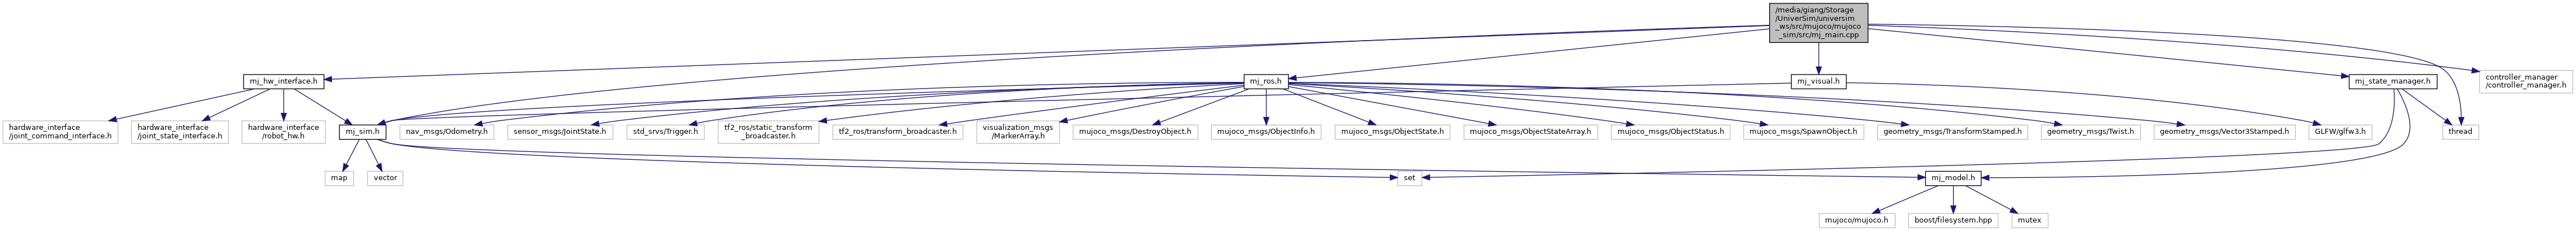 /media/giang/Storage
/UniverSim/universim
_ws/src/mujoco/mujoco
_sim/src/mj_main.cpp
mj_hw_interface.h
mj_ros.h
mj_visual.h
mj_state_manager.h
controller_manager
/controller_manager.h
hardware_interface
/joint_command_interface.h
hardware_interface
/joint_state_interface.h
hardware_interface
/robot_hw.h
mj_sim.h
nav_msgs/Odometry.h
sensor_msgs/JointState.h
std_srvs/Trigger.h
tf2_ros/static_transform
_broadcaster.h
tf2_ros/transform_broadcaster.h
visualization_msgs
/MarkerArray.h
mujoco_msgs/DestroyObject.h
mujoco_msgs/ObjectInfo.h
mujoco_msgs/ObjectState.h
mujoco_msgs/ObjectStateArray.h
mujoco_msgs/ObjectStatus.h
mujoco_msgs/SpawnObject.h
geometry_msgs/TransformStamped.h
geometry_msgs/Twist.h
geometry_msgs/Vector3Stamped.h
GLFW/glfw3.h
thread
map
vector
set
mj_model.h
mujoco/mujoco.h
boost/filesystem.hpp
mutex